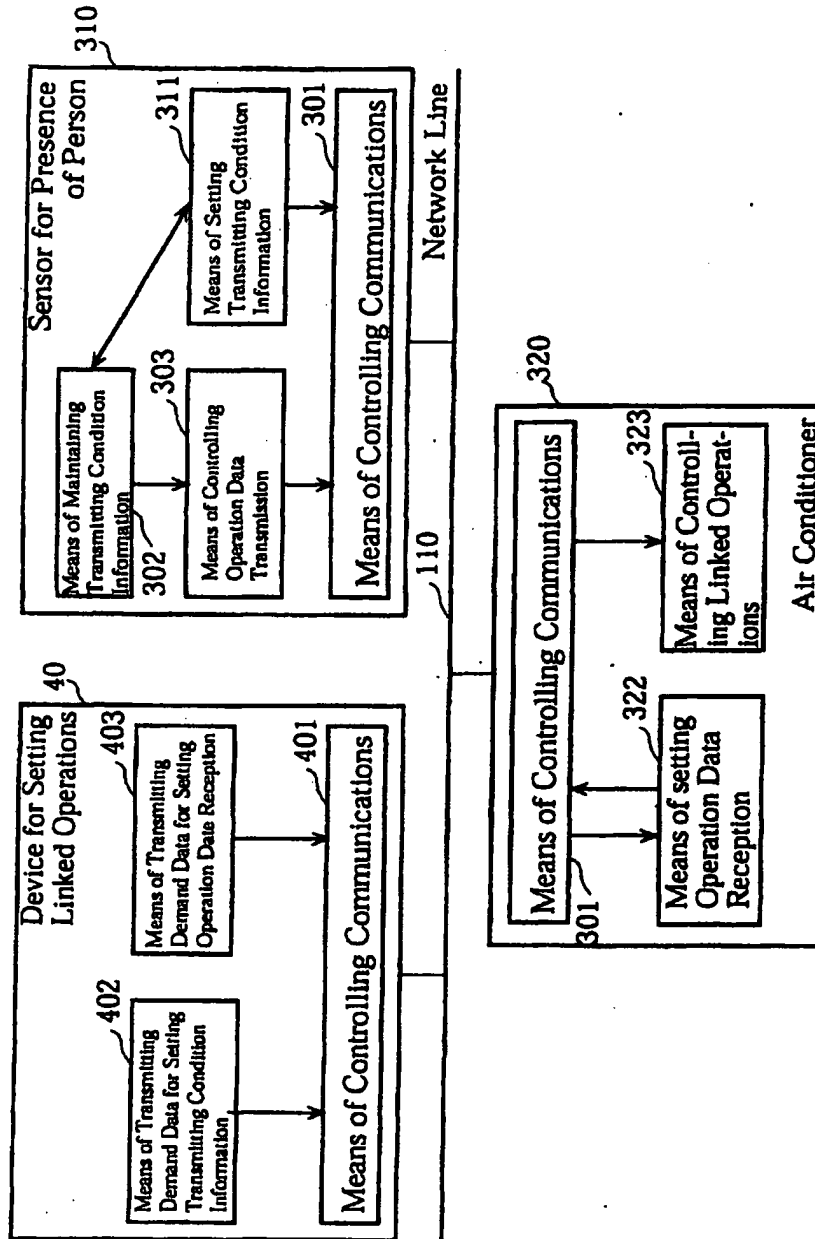 Device for Setting
Linked Operations
40
402
Means of Transmitting
Demand Data for Setting
Transmitting Condition
Information
403
Means of Transmitting
Demand Data for Setting
Operation Date Reception
401
Means of Controlling Communications
Sensor for Presence
of Person
310
Means of Maintaining
Transmitting Condition
Information
302
303
Means of Controlling
Operation Data
Transmission
311
Means of Setting
Transmitting Condition
Information
301
Means of Controlling Communications
110
Network Line
320
Means of Controlling Communications
301
322
Means of setting
Operation Data
Reception
323
Means of Controll-
ing Linked Operat-
ions
Air Conditioner